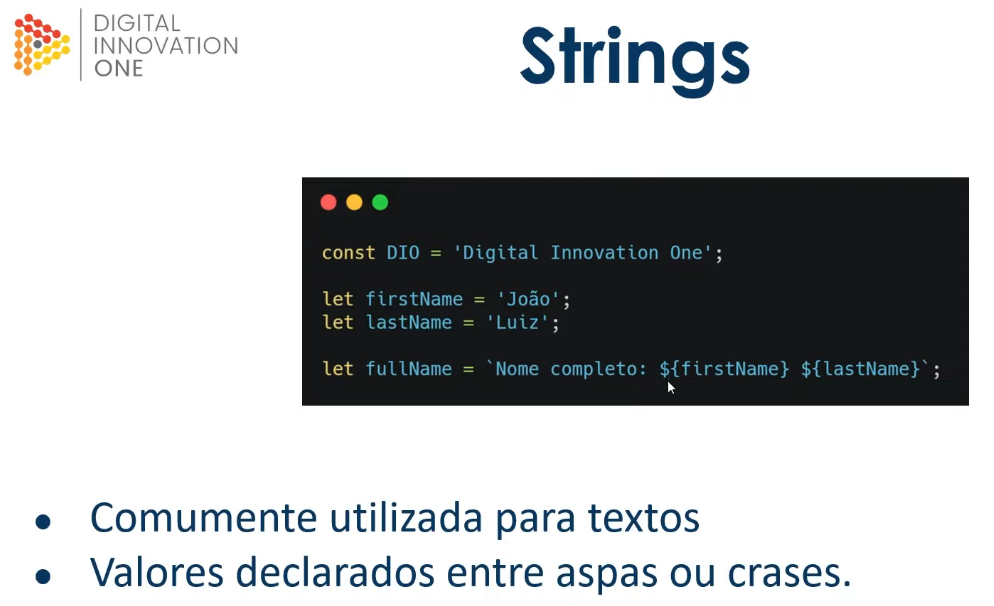 DIGITAL
INNOVATION
ONE
Strings
const DIO = 'Digital Innovation One';
let firstName = 'João';
let lastName = 'Luiz';
let fullName = `Nome completo: ${firstName} ${lastName}`;
● Comumente utilizada para textos
● Valores declarados entre aspas ou crases.